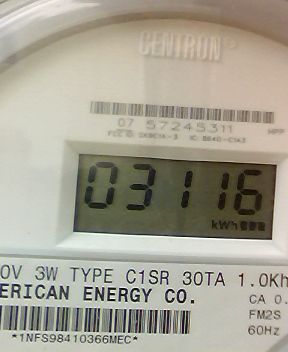 CENTRON®
07 57245311
HPP
03116
kWh
0V 3W TYPE C1SR 30TA 1.0Kh
ERICAN ENERGY CO.
CA 0.
FM2S
60Hz
*1NFS98410366MEC*